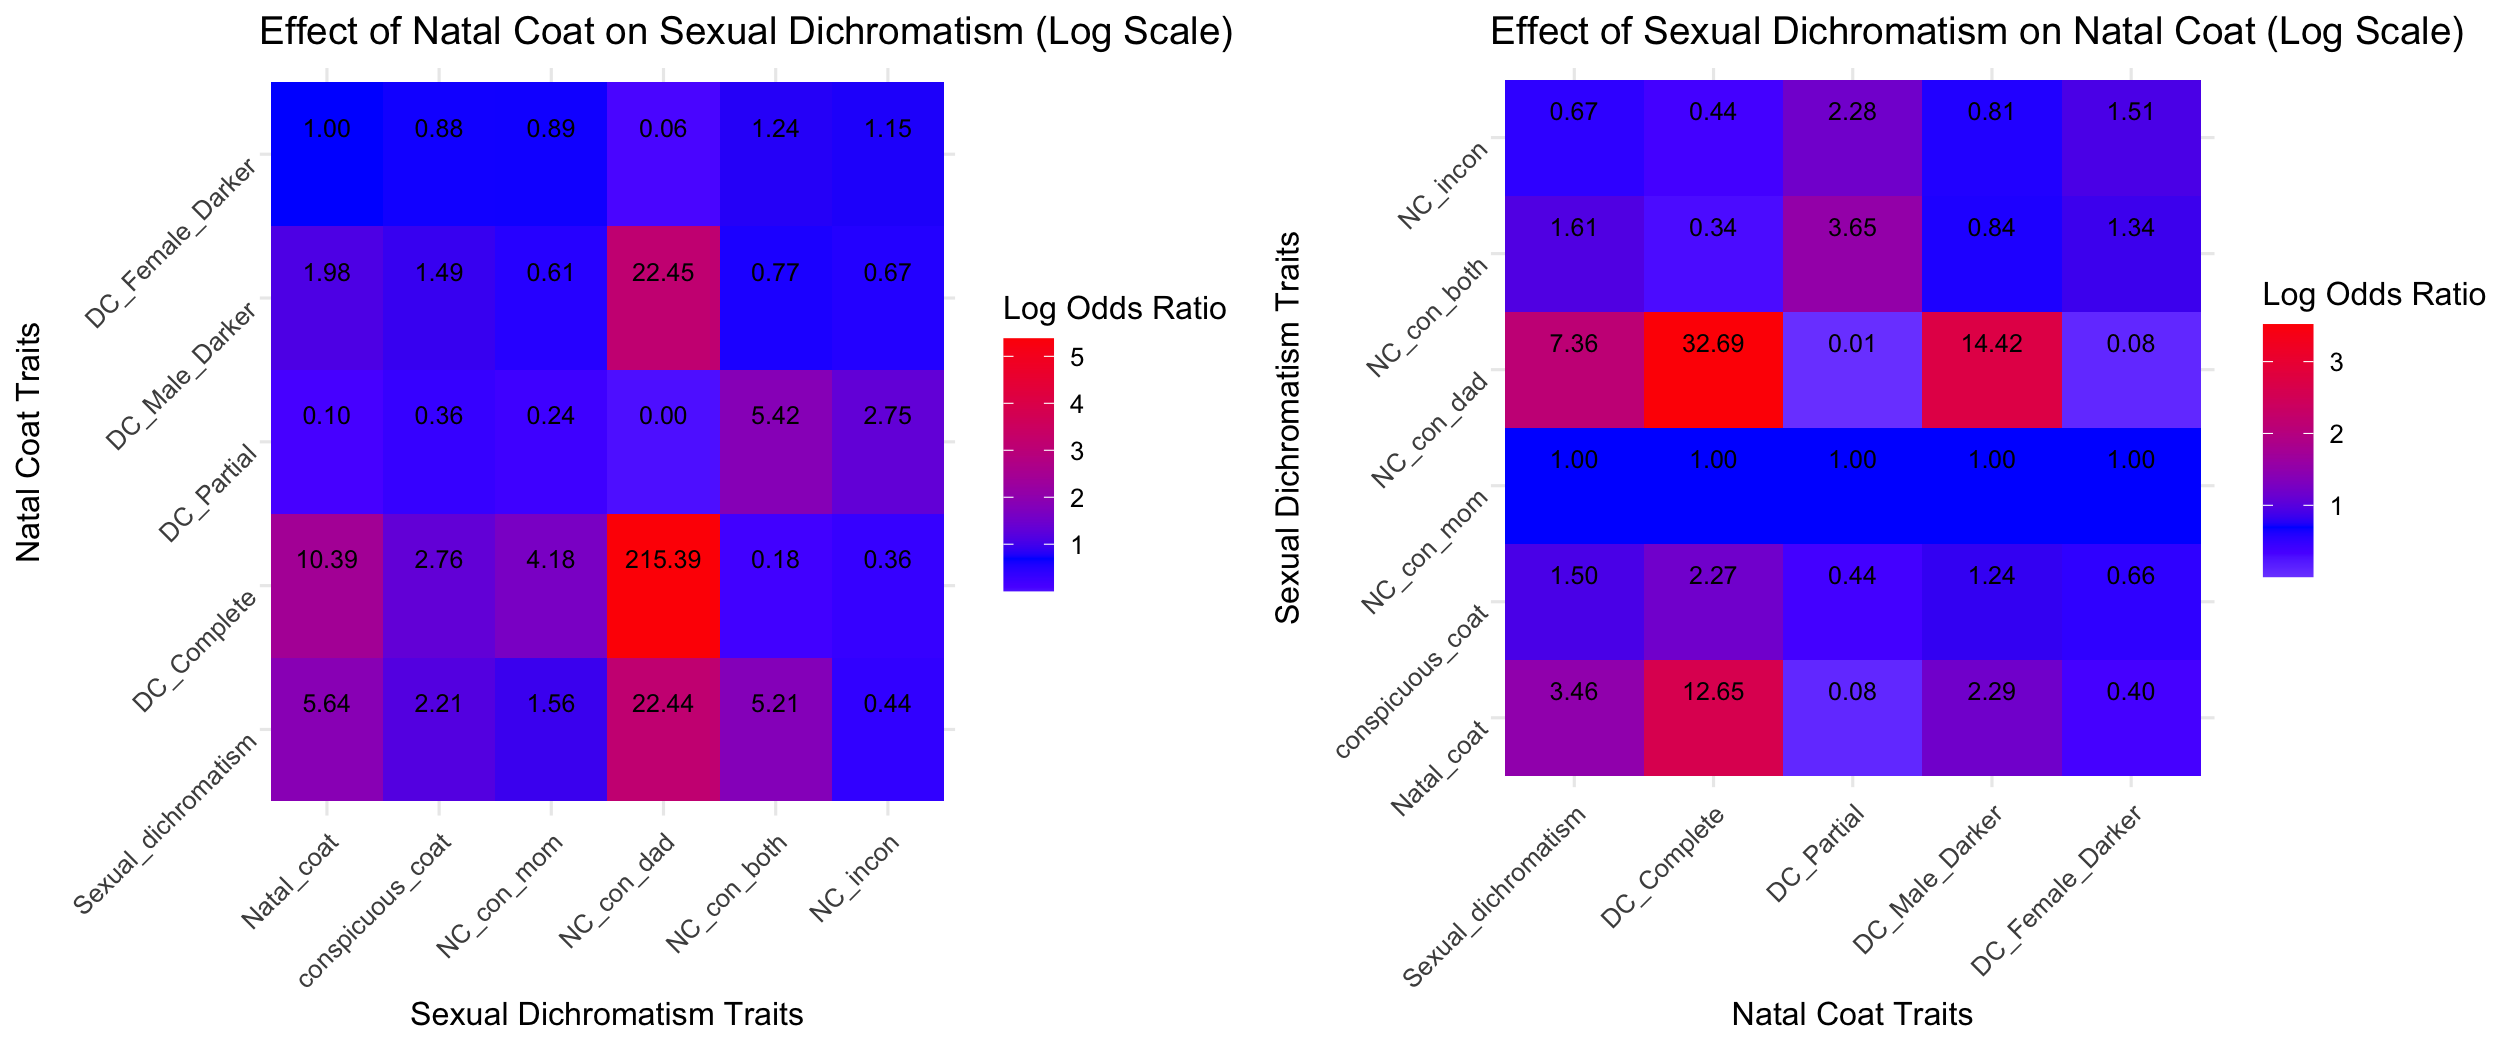 Effect of Natal Coat on Sexual Dichromatism (Log Scale)
Natal Coat Traits
DC_Female_Darker
1.00 0.88 0.89 0.06 1.24 1.15
DC_Male_Darker
1.98 1.49 0.61 22.45 0.77 0.67
DC_Partial
0.10 0.36 0.24 0.00 5.42 2.75
DC_Complete
10.39 2.76 4.18 215.39 0.18 0.36
Sexual_dichromatism
5.64 2.21 1.56 22.44 5.21 0.44
Natal_coat
conspicuous_coat
NC_con_mom
NC_con_dad
NC_con_both
NC_incon
Sexual Dichromatism Traits
Log Odds Ratio
5
4
3
2
1
Effect of Sexual Dichromatism on Natal Coat (Log Scale)
Sexual Dichromatism Traits
NC_incon
0.67 0.44 2.28 0.81 1.51
NC_con_both
1.61 0.34 3.65 0.84 1.34
NC_con_dad
7.36 32.69 0.01 14.42 0.08
NC_con_mom
1.00 1.00 1.00 1.00 1.00
conspicuous_coat
1.50 2.27 0.44 1.24 0.66
Natal_coat
3.46 12.65 0.08 2.29 0.40
Sexual_dichromatism
DC_Complete
DC_Partial
DC_Male_Darker
DC_Female_Darker
Natal Coat Traits
Log Odds Ratio
3
2
1